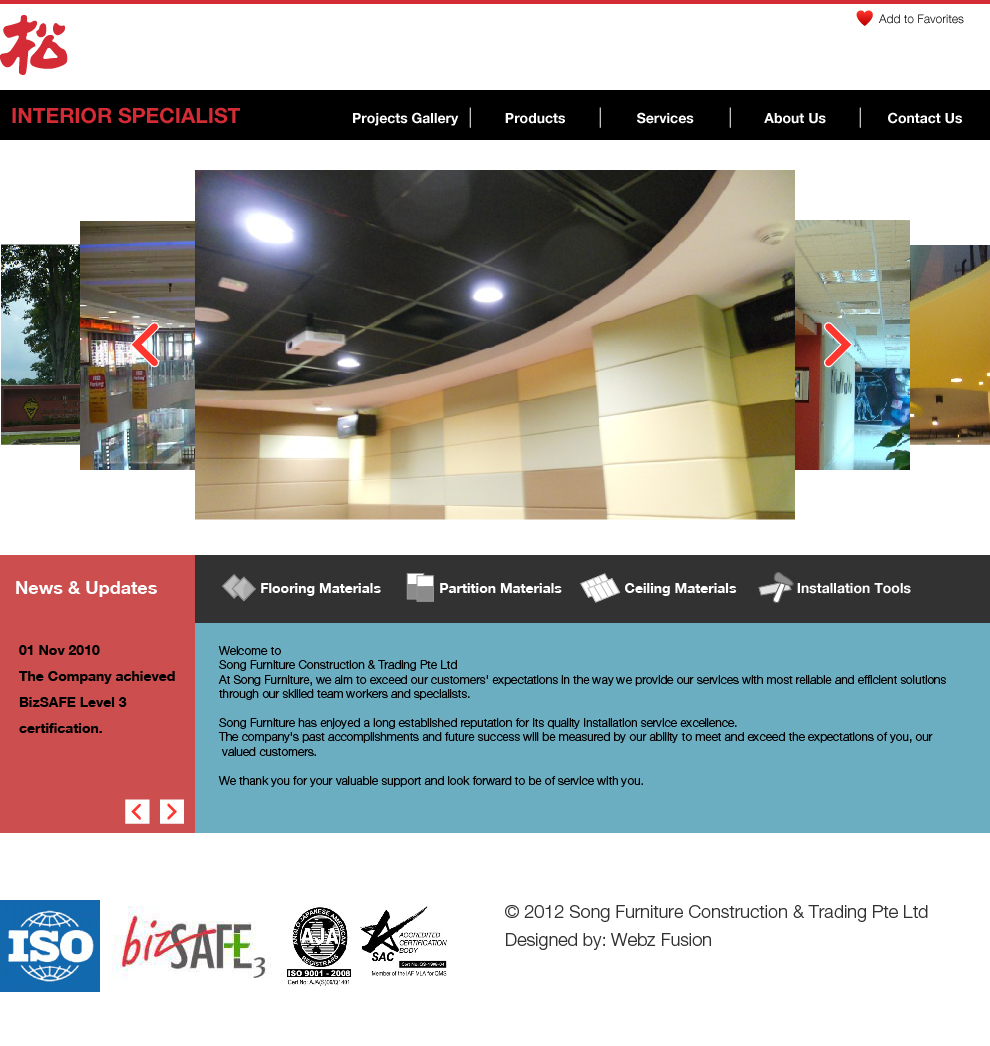 松
Add to Favorites
INTERIOR SPECIALIST
Projects Gallery
Products
Services
About Us
Contact Us
News & Updates
Flooring Materials
Partition Materials
Ceiling Materials
Installation Tools
01 Nov 2010
The Company achieved
BizSAFE Level 3
certification.
Welcome to
Song Furniture Construction & Trading Pte Ltd
At Song Furniture, we aim to exceed our customers' expectations in the way we provide our services with most reliable and efficient solutions
through our skilled team workers and specialists.
Song Furniture has enjoyed a long established reputation for its quality installation service excellence.
The company's past accomplishments and future success will be measured by our ability to meet and exceed the expectations of you, our
valued customers.
We thank you for your valuable support and look forward to be of service with you.
ISO
bizSAFE3
AJA
REGISTRARS
ISO 9001 - 2008
SAC
ACCREDITED
CERTIFICATION
BODY
Member of the IAF MLA for QMS
© 2012 Song Furniture Construction & Trading Pte Ltd
Designed by: Webz Fusion